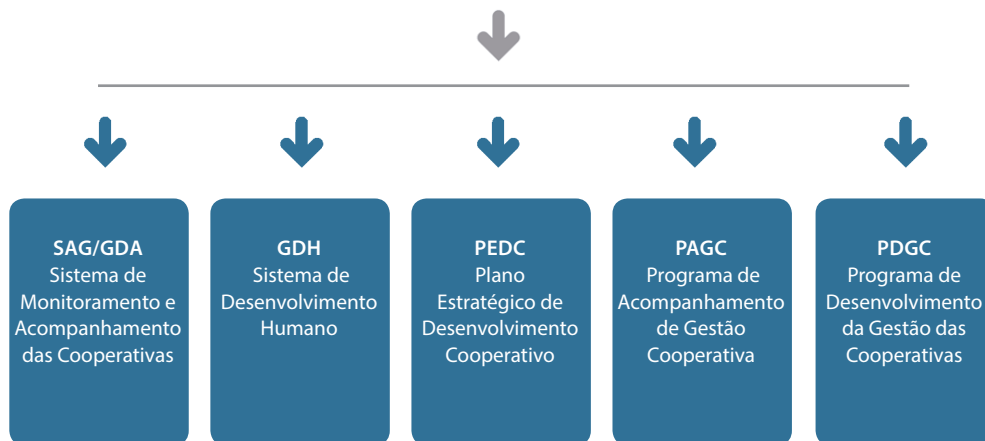 SAG/GDA
Sistema de
Monitoramento e
Acompanhamento
das Cooperativas
GDH
Sistema de
Desenvolvimento
Humano
PEDC
Plano
Estratégico de
Desenvolvimento
Cooperativo
PAGC
Programa de
Acompanhamento
de Gestão
Cooperativa
PDGC
Programa de
Desenvolvimento
da Gestão das
Cooperativas